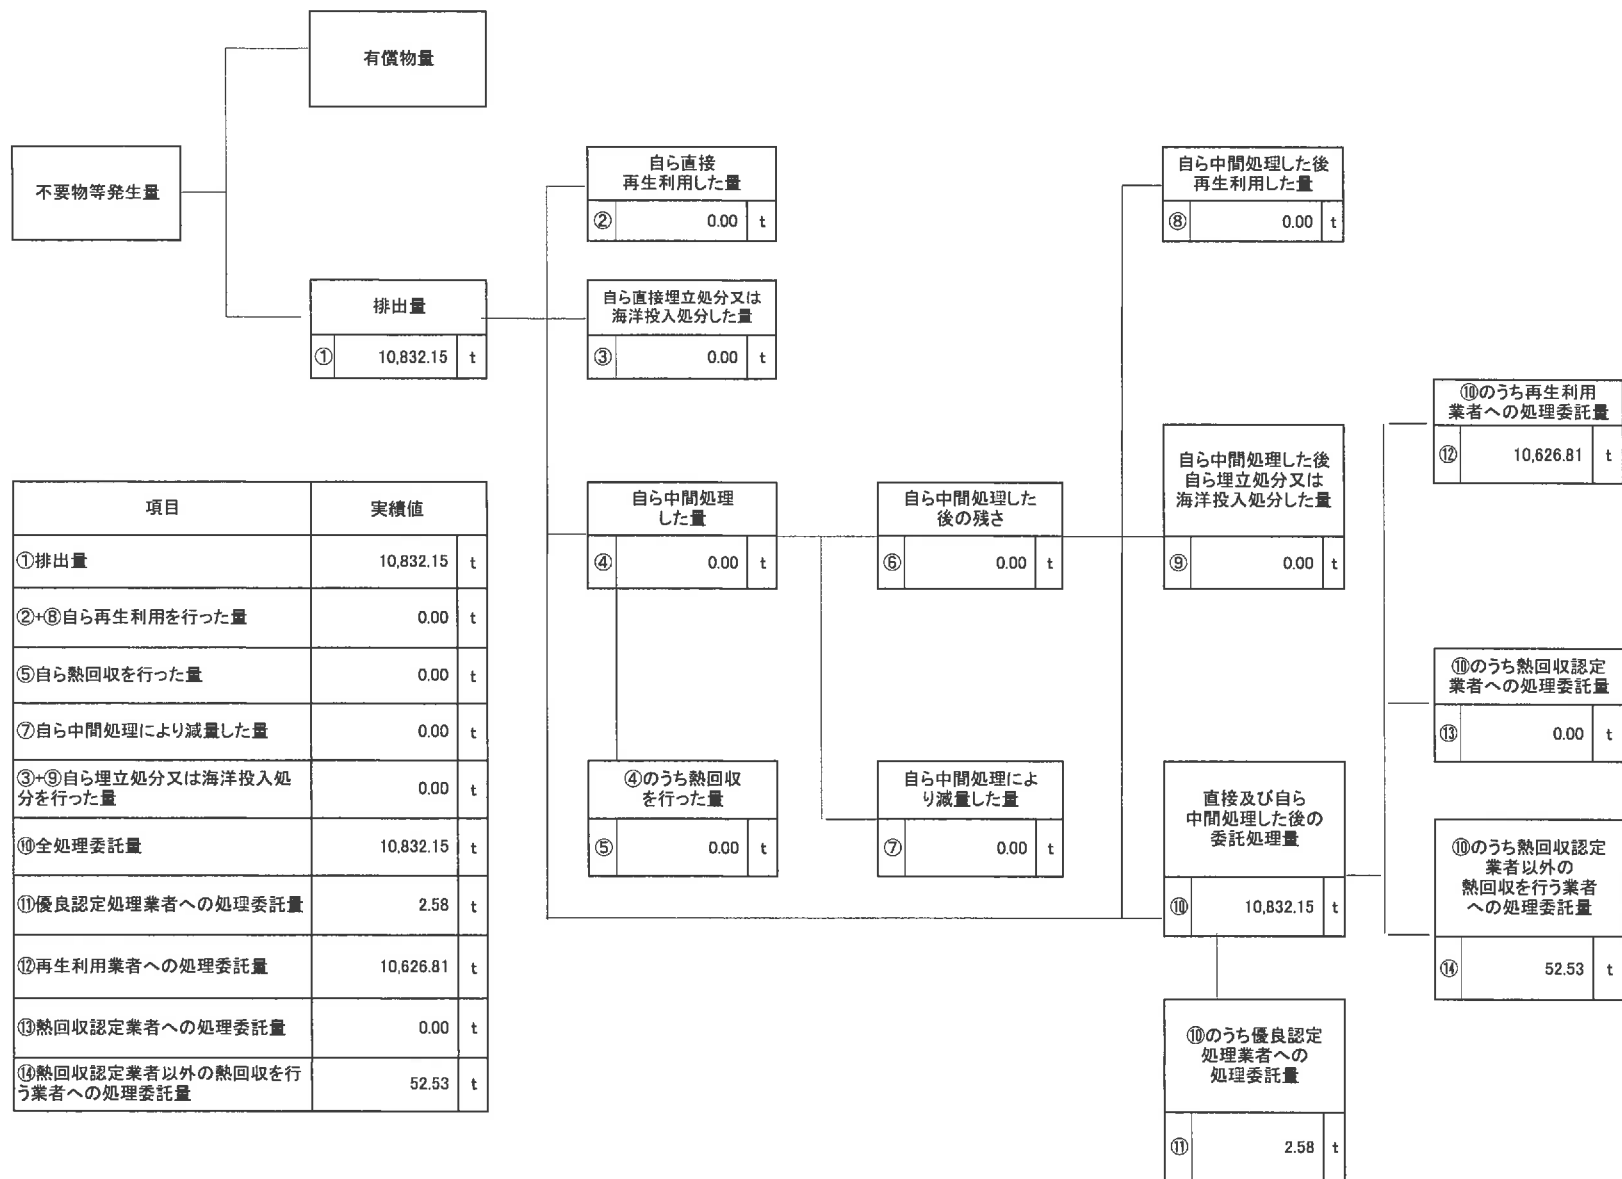 有償物量
不要物等発生量
排出量
① 10,832.15 t
自ら直接
再生利用した量
② 0.00 t
自ら直接埋立処分又は
海洋投入処分した量
③ 0.00 t
自ら中間処理
した量
④ 0.00 t
④のうち熱回収
を行った量
⑤ 0.00 t
自ら中間処理した
後の残さ
⑥ 0.00 t
自ら中間処理によ
り減量した量
⑦ 0.00 t
自ら中間処理した後
再生利用した量
⑧ 0.00 t
自ら中間処理した後
自ら埋立処分又は
海洋投入処分した量
⑨ 0.00 t
直接及び自ら
中間処理した後の
委託処理量
⑩ 10,832.15 t
⑩のうち優良認定
処理業者への
処理委託量
⑪ 2.58 t
⑩のうち再生利用
業者への処理委託量
⑫ 10,626.81 t
⑩のうち熱回収認定
業者への処理委託量
⑬ 0.00 t
⑩のうち熱回収認定
業者以外の
熱回収を行う業者
への処理委託量
⑭ 52.53 t
項目 実績値
①排出量 10,832.15 t
②+⑧自ら再生利用を行った量 0.00 t
⑤自ら熱回収を行った量 0.00 t
⑦自ら中間処理により減量した量 0.00 t
③+⑨自ら埋立処分又は海洋投入処
分を行った量 0.00 t
⑩全処理委託量 10,832.15 t
⑪優良認定処理業者への処理委託量 2.58 t
⑫再生利用業者への処理委託量 10,626.81 t
⑬熱回収認定業者への処理委託量 0.00 t
⑭熱回収認定業者以外の熱回収を行
う業者への処理委託量 52.53 t